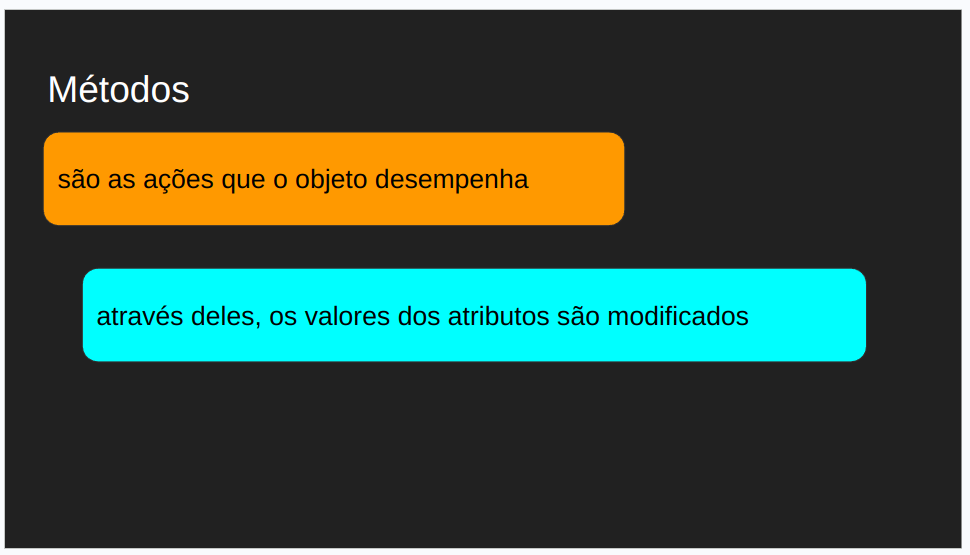 Métodos
são as ações que o objeto desempenha
através deles, os valores dos atributos são modificados